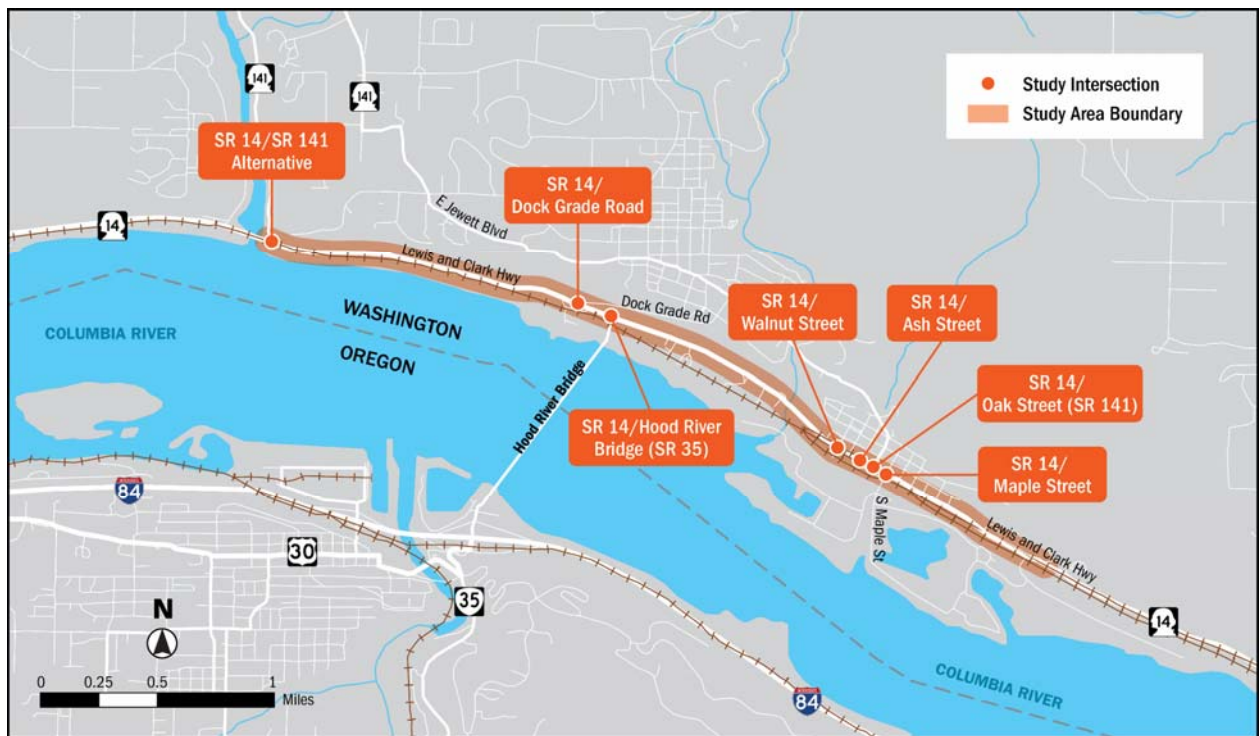 141
141
Study Intersection
Study Area Boundary
SR 14/SR 141
Alternative
SR 14/
Dock Grade Road
14
E Jewett Blvd
Lewis and Clark Hwy
Dock Grade Rd
SR 14/
Walnut Street
SR 14/
Ash Street
WASHINGTON
COLUMBIA RIVER
OREGON
SR 14/
Oak Street (SR 141)
Hood River Bridge
SR 14/Hood River
Bridge (SR 35)
SR 14/
Maple Street
84
S Maple St
Lewis and Clark Hwy
30
35
N
14
0 0.25 0.5 1
Miles
COLUMBIA RIVER
84